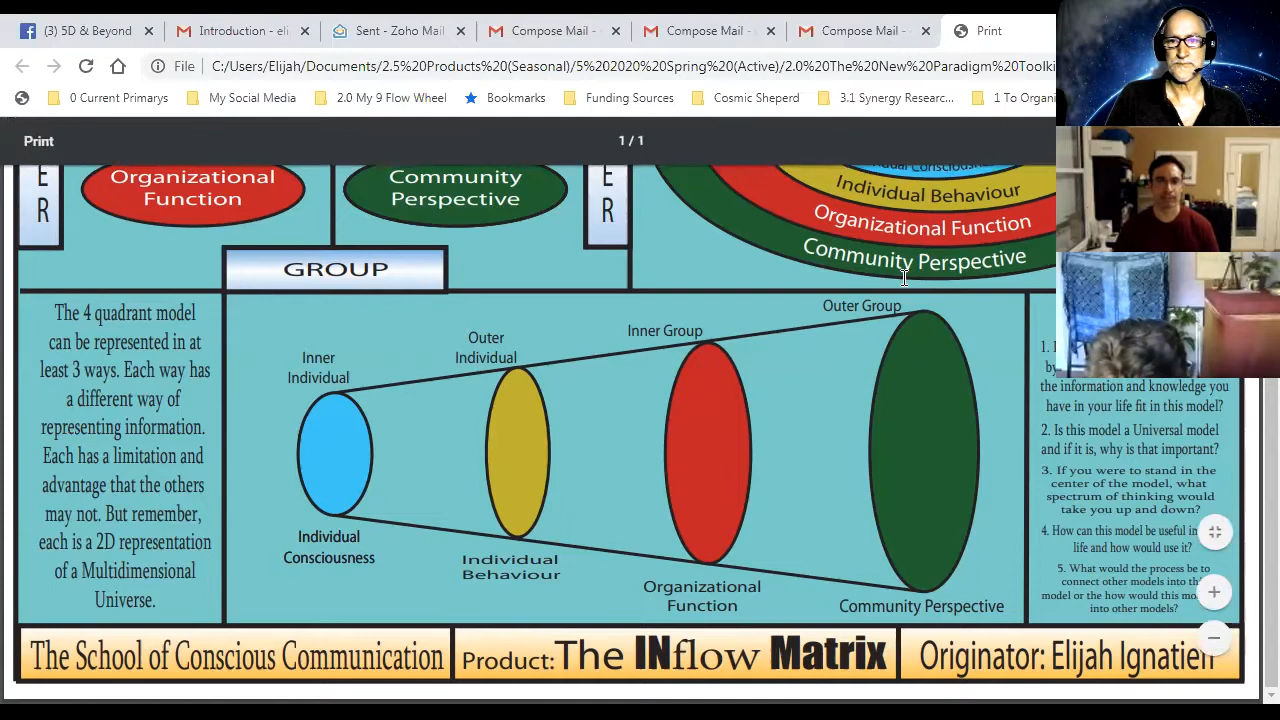 (3) 5D & Beyond
Introduction - eli
Sent - Zoho Mail
Compose Mail -
Compose Mail -
Compose Mail -
Print
File
C:/Users/Elijah/Documents/2.5%20Products%20(Seasonal)/5%202020%20Spring%20(Active)/2.0%20The%20New%20Paradigm%20Toolki
0 Current Primarys
My Social Media
2.0 My 9 Flow Wheel
Bookmarks
Funding Sources
Cosmic Sheperd
3.1 Synergy Researc...
1 To Organi
Print
1 / 1
E
R
Organizational
Function
Community
Perspective
E
R
Individual Behaviour
Organizational Function
Community Perspective
GROUP
The 4 quadrant model
can be represented in at
least 3 ways. Each way has
a different way of
representing information.
Each has a limitation and
advantage that the others
may not. But remember,
each is a 2D representation
of a Multidimensional
Universe.
Inner
Individual
Outer
Individual
Inner Group
Outer Group
Individual
Consciousness
Individual
Behaviour
Organizational
Function
Community Perspective
1.
the information and knowledge you
have in your life fit in this model?
2. Is this model a Universal model
and if it is, why is that important?
3. If you were to stand in the
center of the model, what
spectrum of thinking would
take you up and down?
4. How can this model be useful in
life and how would use it?
5. What would the process be to
connect other models into
model or the how would this
into other models?
The School of Conscious Communication
Product: The INflow Matrix
Originator: Elijah Ignatieff